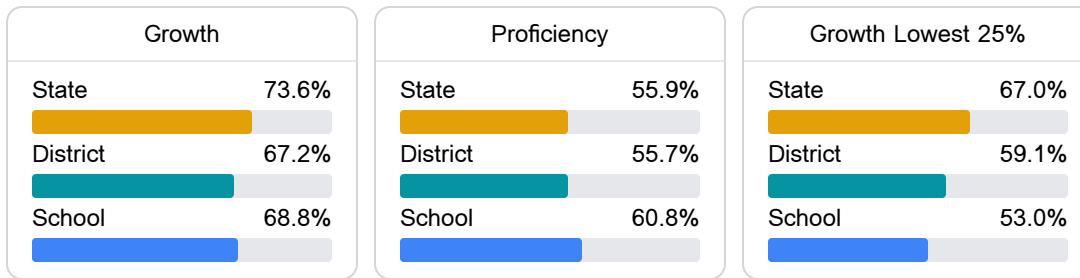 Growth
State 73.6%
District 67.2%
School 68.8%
Proficiency
State 55.9%
District 55.7%
School 60.8%
Growth Lowest 25%
State 67.0%
District 59.1%
School 53.0%